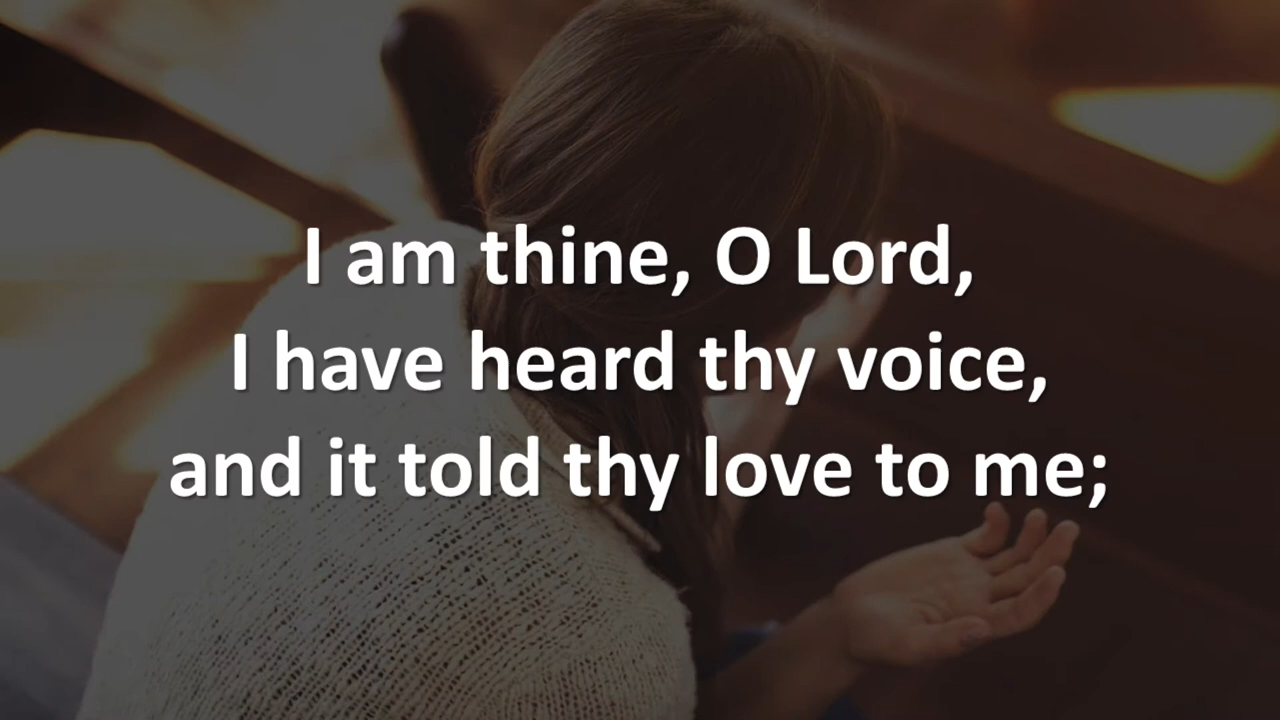 I am thine, O Lord,
I have heard thy voice,
and it told thy love to me;